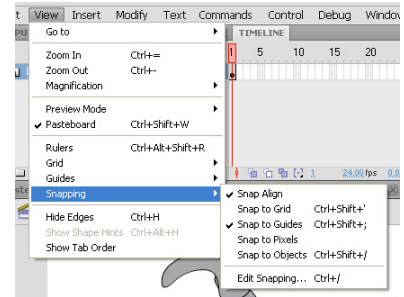 View Insert Modify Text Commands Control Debug Window
Go to
TIMELINE
1 5 10 15 20
Zoom In Ctrl+=
Zoom Out Ctrl+-
Magnification
Preview Mode
Pasteboard Ctrl+Shift+W
Rulers Ctrl+Alt+Shift+R
Grid
Guides
1 24.00 fps
Snapping
Snap Align
Snap to Grid Ctrl+Shift+'
Hide Edges Ctrl+H
Snap to Guides Ctrl+Shift+;
Show Shape Hints Ctrl+Alt+H
Snap to Pixels
Show Tab Order
Snap to Objects Ctrl+Shift+/
Edit Snapping... Ctrl+/